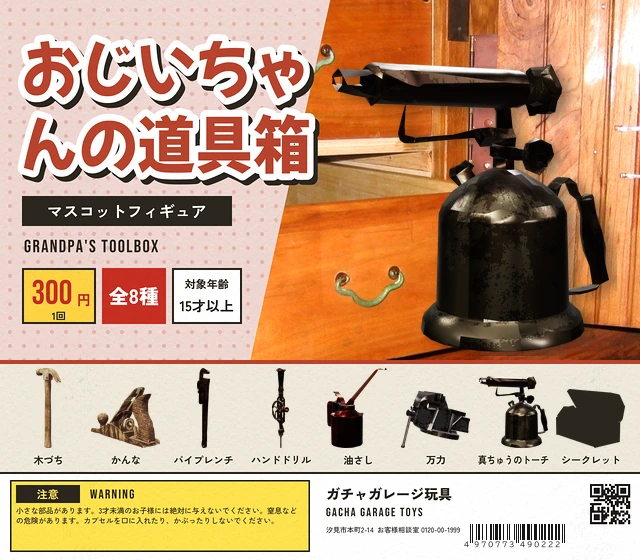 おじいちゃ
んの道具箱
マスコットフィギュア
GRANDPA'S TOOLBOX
300円
1回
全8種
対象年齢
15才以上
木づち
かんな
パイプレンチ
ハンドドリル
油さし
万力
真ちゅうのトーチ
シークレット
注意
WARNING
小さな部品があります。3才未満のお子様には絶対に与えないでください。窒息など
の危険があります。カプセルを口に入れたり、かぶったりしないでください。
ガチャガレージ玩具
GACHA GARAGE TOYS
汐見市本町2-14 お客様相談室 0120-00-1999
4 970773 490222